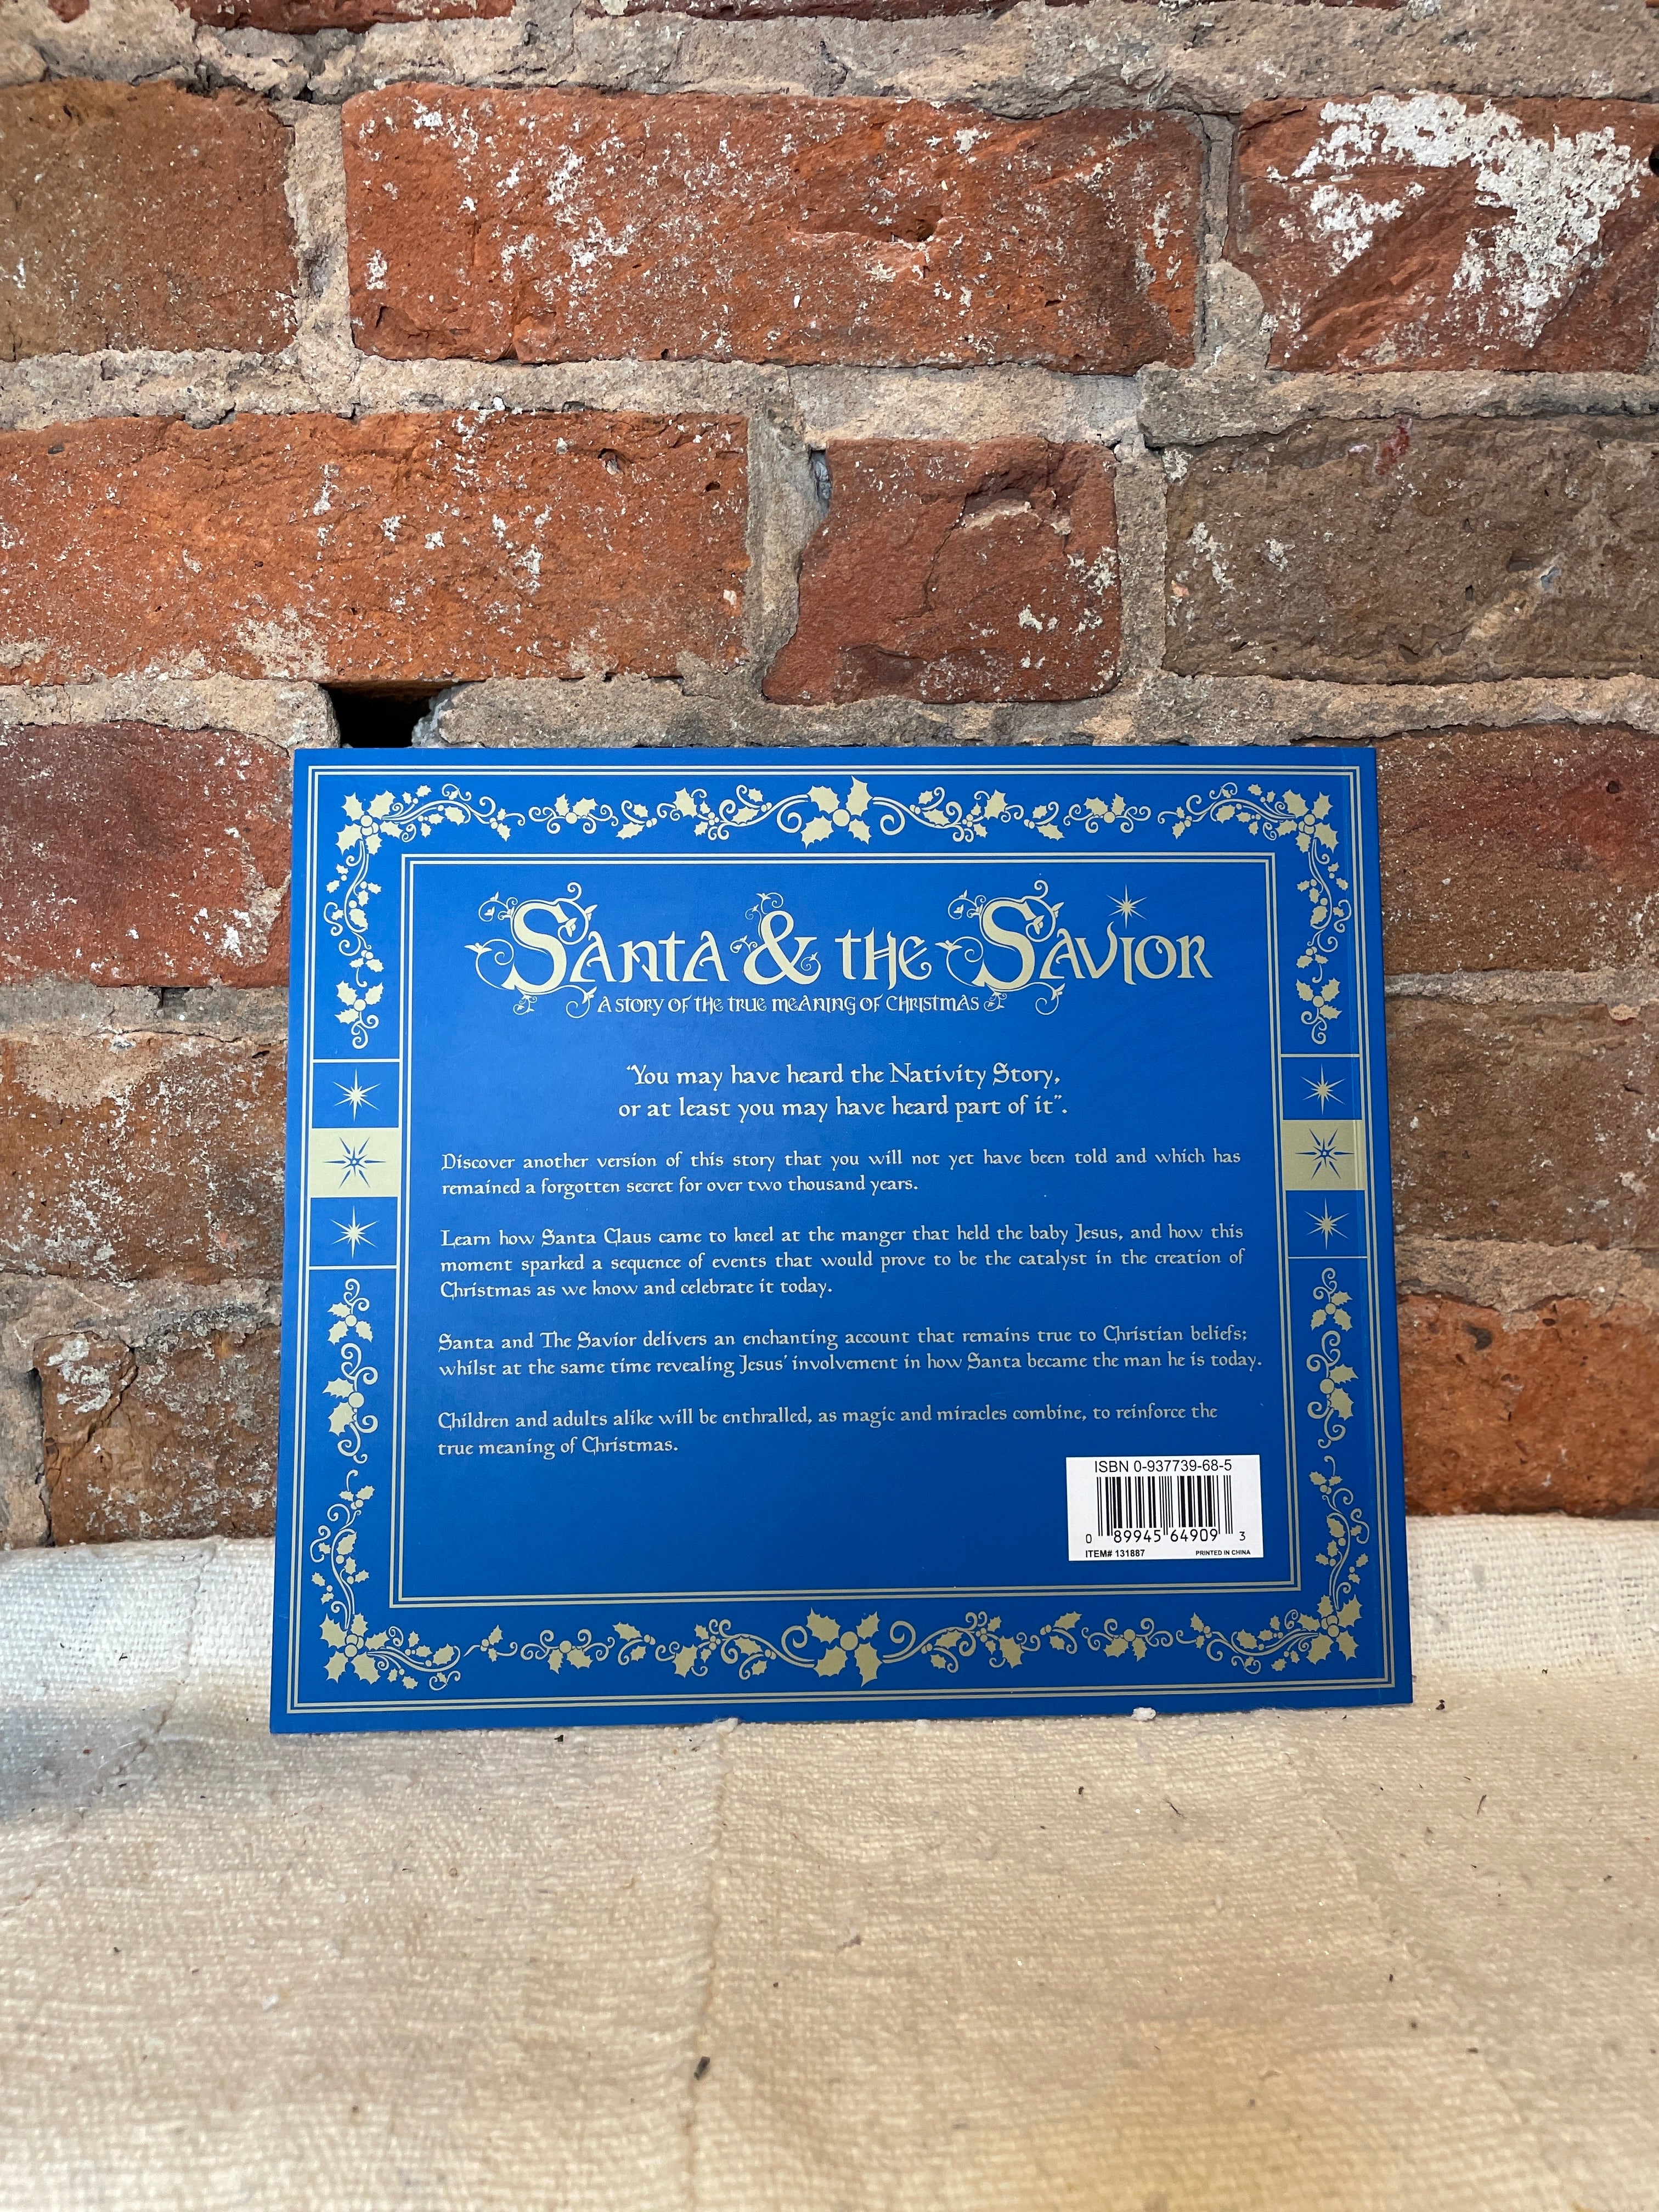 Santa & the Savior
A story of the true meaning of Christmas
"You may have heard the Nativity Story,
or at least you may have heard part of it".
Discover another version of this story that you will not yet have been told and which has
remained a forgotten secret for over two thousand years.
Learn how Santa Claus came to kneel at the manger that held the baby Jesus, and how this
moment sparked a sequence of events that would prove to be the catalyst in the creation of
Christmas as we know and celebrate it today.
Santa and The Savior delivers an enchanting account that remains true to Christian beliefs;
whilst at the same time revealing Jesus' involvement in how Santa became the man he is today.
Children and adults alike will be enthralled, as magic and miracles combine, to reinforce the
true meaning of Christmas.
ISBN 0-937739-68-5
0 89945 64909 3
ITEM# 131887 PRINTED IN CHINA